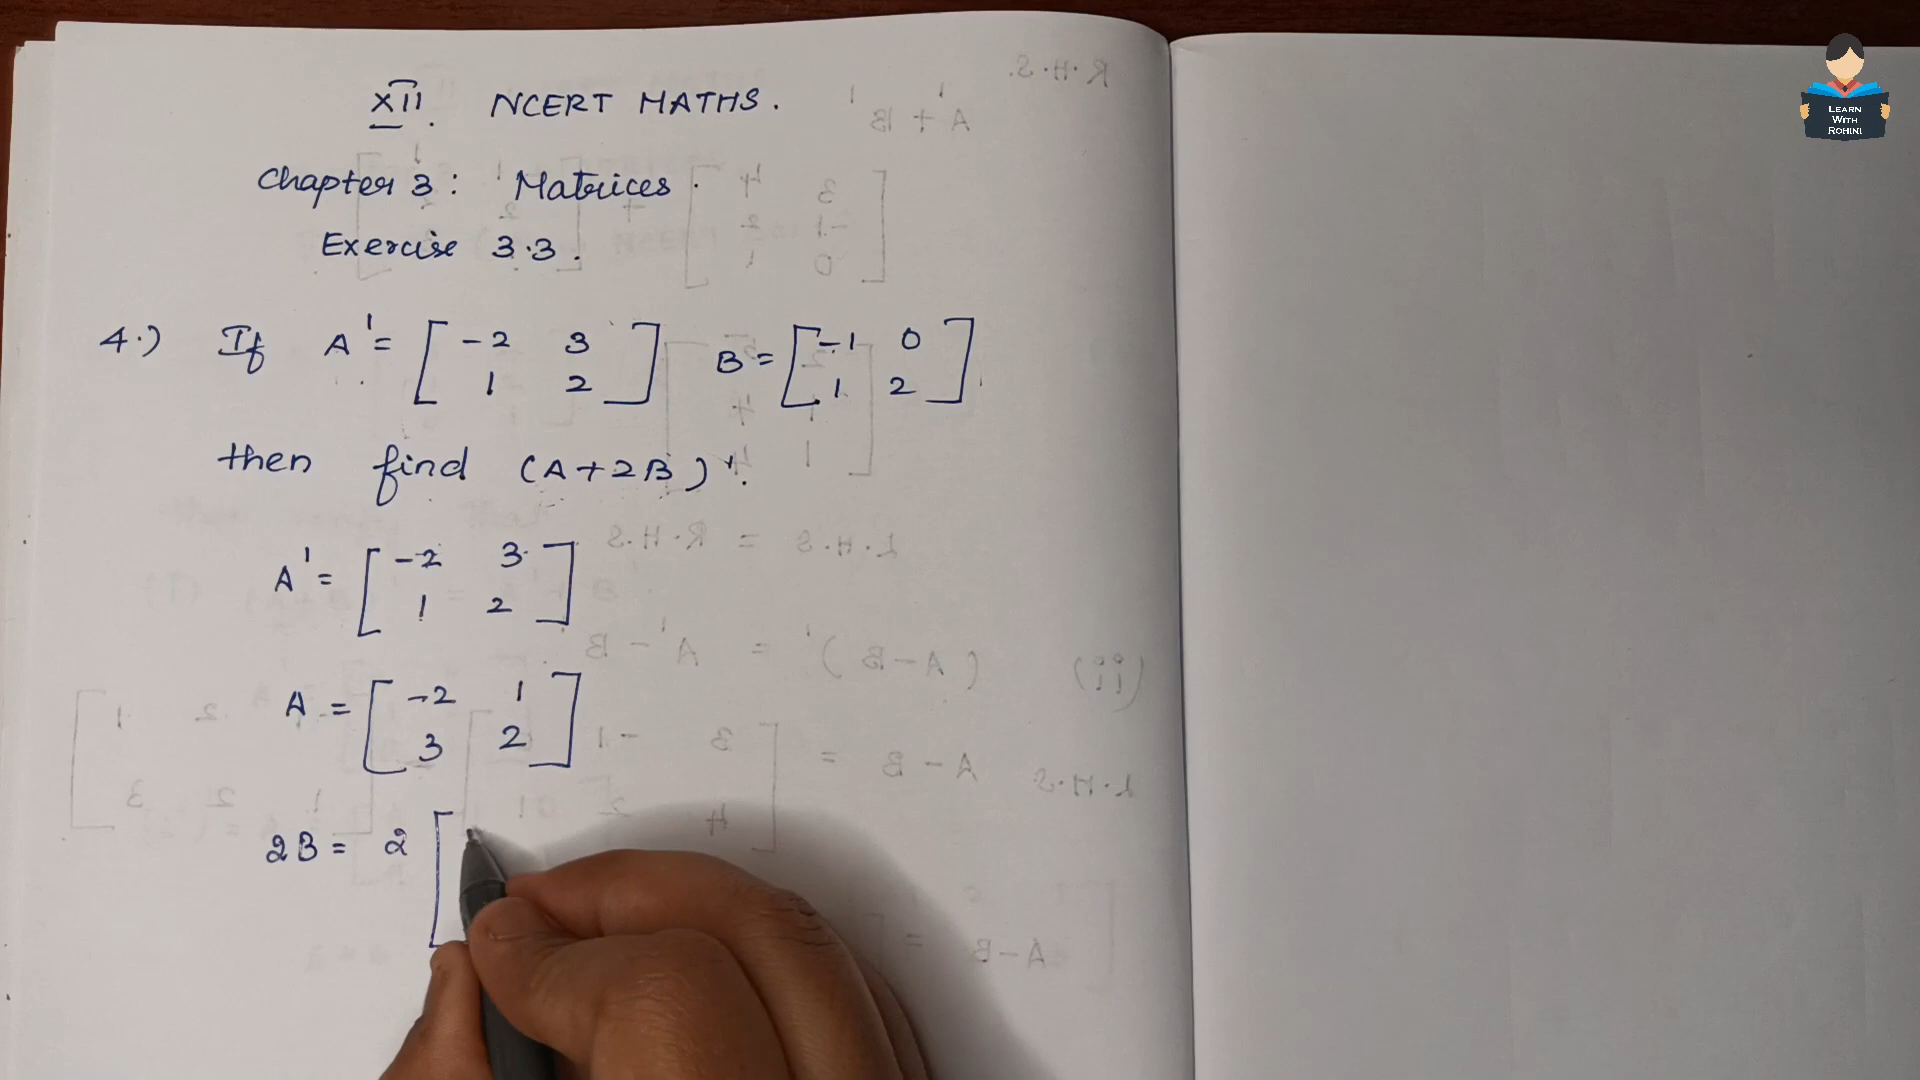 XII. NCERT MATHS.
Chapter 3: Matrices.
Exercise 3.3.
4.) If A' = [ -2 3 B = [ -1 0
1 2 ] 1 2 ]
then find (A+2B)'.
A' = [ -2 3
1 2 ]
A = [ -2 1
3 2 ]
2B = 2 [
LEARN
WITH
ROHINI